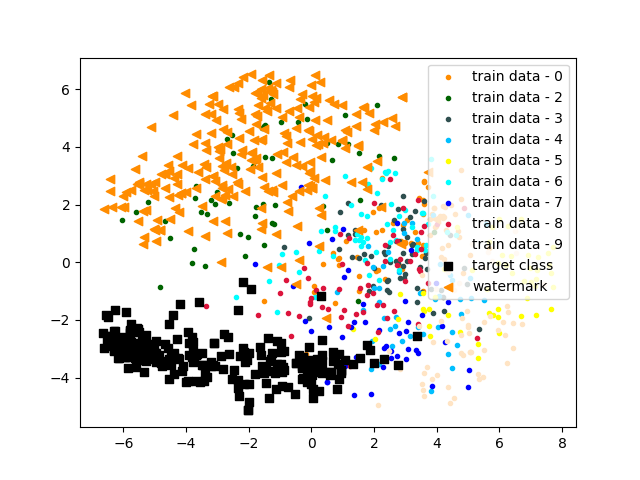 train data - 0
train data - 2
train data - 3
train data - 4
train data - 5
train data - 6
train data - 7
train data - 8
train data - 9
target class
watermark
6
4
2
0
−2
−4
−6 −4 −2 0 2 4 6 8